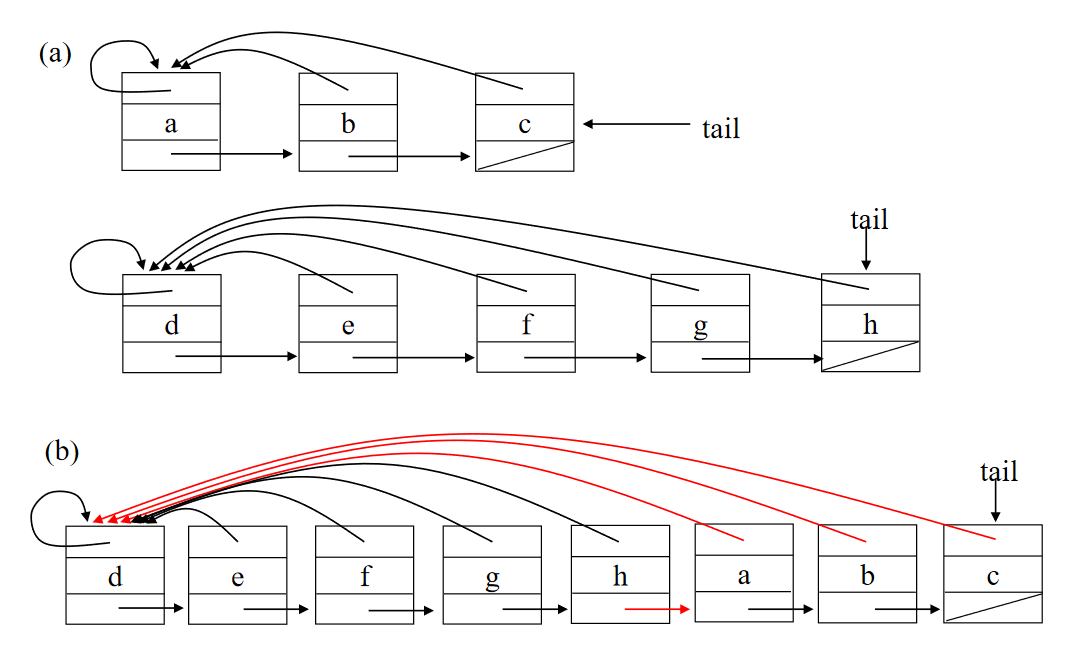 (a)
a b c
tail
tail
d e f g h
(b)
tail
d e f g h a b c